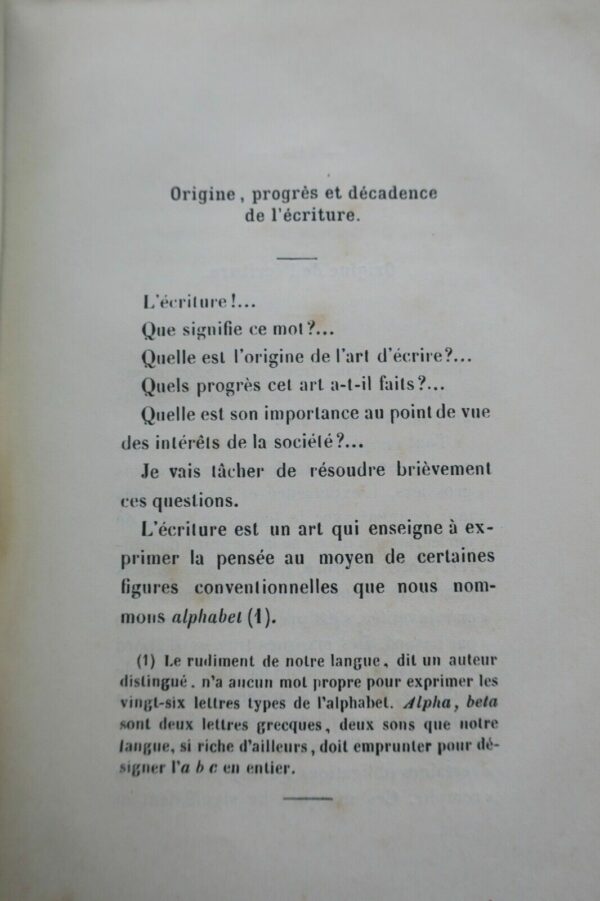 Origine, progrès et décadence
de l'écriture.
L'écriture!...
Que signifie ce mot?...
Quelle est l'origine de l'art d'écrire?...
Quels progrès cet art a-t-il faits?...
Quelle est son importance au point de vue
des intérêts de la société?...
Je vais tâcher de résoudre brièvement
ces questions.
L'écriture est un art qui enseigne à ex-
primer la pensée au moyen de certaines
figures conventionnelles que nous nom-
mons alphabet (1).
(1) Le rudiment de notre langue, dit un auteur
distingué, n'a aucun mot propre pour exprimer les
vingt-six lettres types de l'alphabet. Alpha, beta
sont deux lettres grecques, deux sons que notre
langue, si riche d'ailleurs, doit emprunter pour dé-
signer l'a b c en entier.